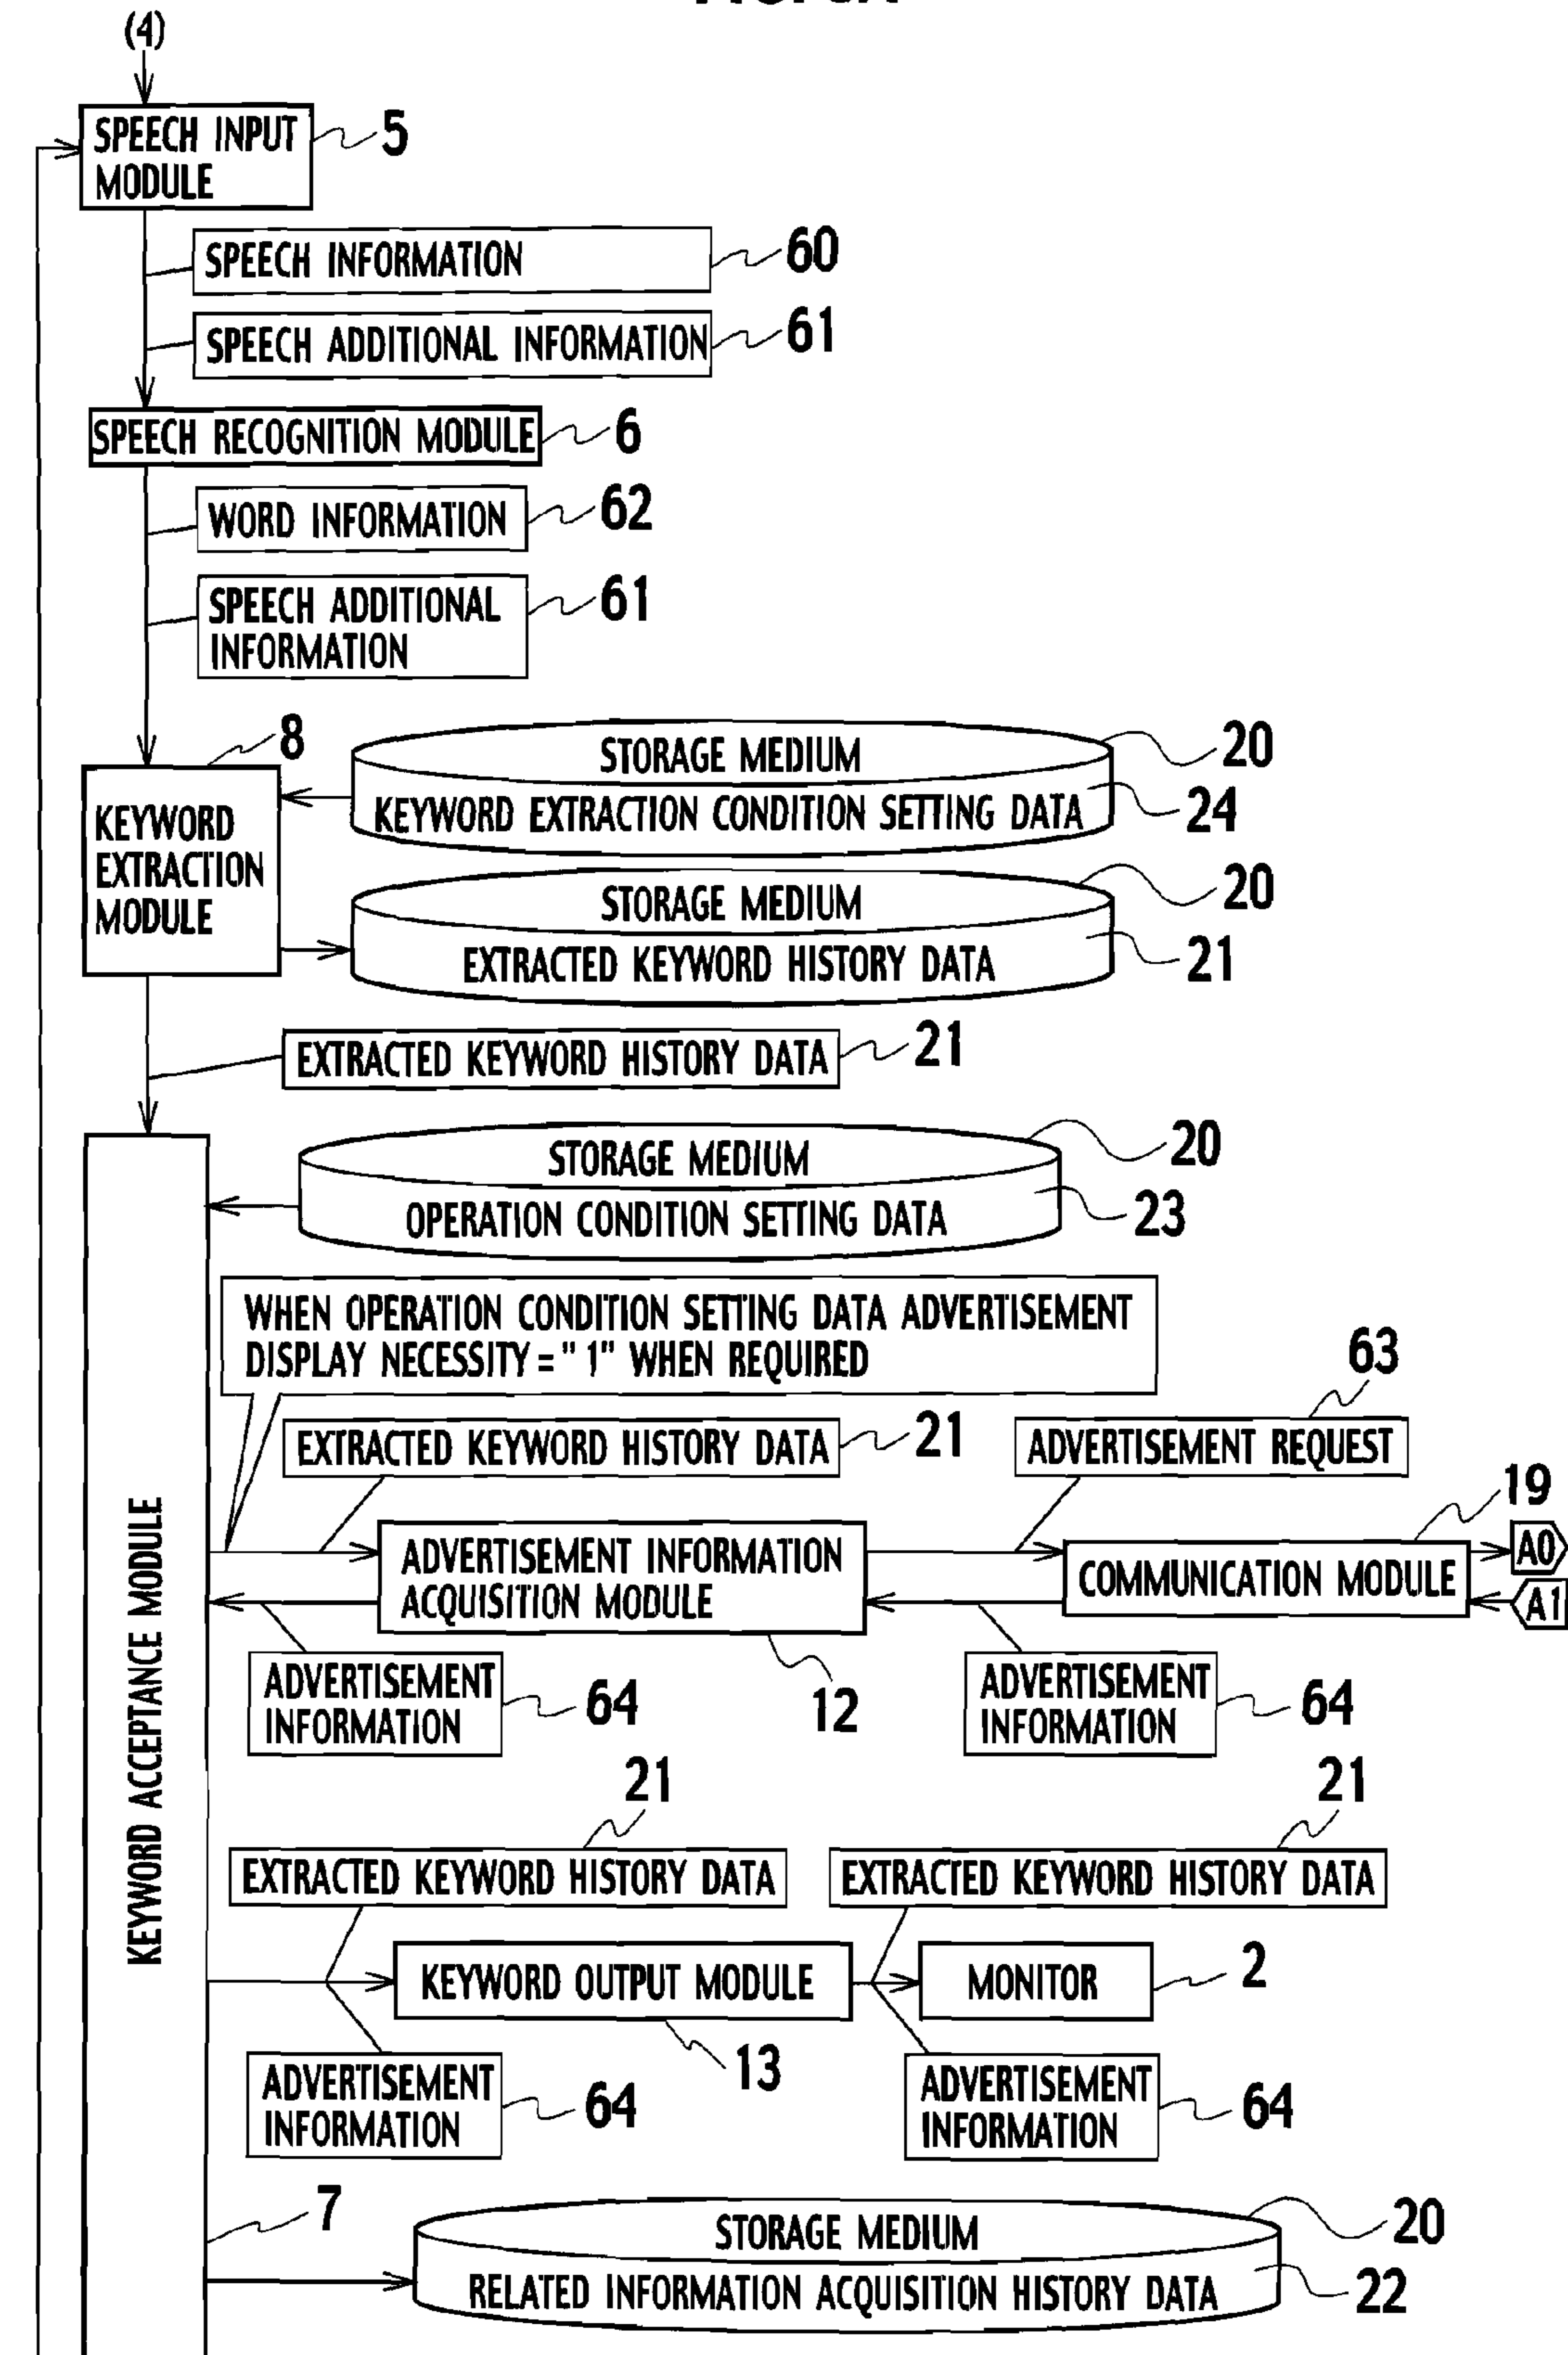 (4)
SPEECH INPUT
MODULE
5
SPEECH INFORMATION
60
SPEECH ADDITIONAL INFORMATION
61
SPEECH RECOGNITION MODULE
6
WORD INFORMATION
62
SPEECH ADDITIONAL
INFORMATION
61
8
KEYWORD
EXTRACTION
MODULE
STORAGE MEDIUM
20
KEYWORD EXTRACTION CONDITION SETTING DATA
24
STORAGE MEDIUM
20
EXTRACTED KEYWORD HISTORY DATA
21
EXTRACTED KEYWORD HISTORY DATA
21
STORAGE MEDIUM
20
OPERATION CONDITION SETTING DATA
23
WHEN OPERATION CONDITION SETTING DATA ADVERTISEMENT
DISPLAY NECESSITY = " 1" WHEN REQUIRED
63
EXTRACTED KEYWORD HISTORY DATA
21
ADVERTISEMENT REQUEST
19
KEYWORD ACCEPTANCE MODULE
ADVERTISEMENT INFORMATION
ACQUISITION MODULE
COMMUNICATION MODULE
A0
A1
ADVERTISEMENT
INFORMATION
64
12
ADVERTISEMENT
INFORMATION
64
21
21
EXTRACTED KEYWORD HISTORY DATA
EXTRACTED KEYWORD HISTORY DATA
KEYWORD OUTPUT MODULE
MONITOR
2
13
ADVERTISEMENT
INFORMATION
64
ADVERTISEMENT
INFORMATION
64
7
STORAGE MEDIUM
20
RELATED INFORMATION ACQUISITION HISTORY DATA
22